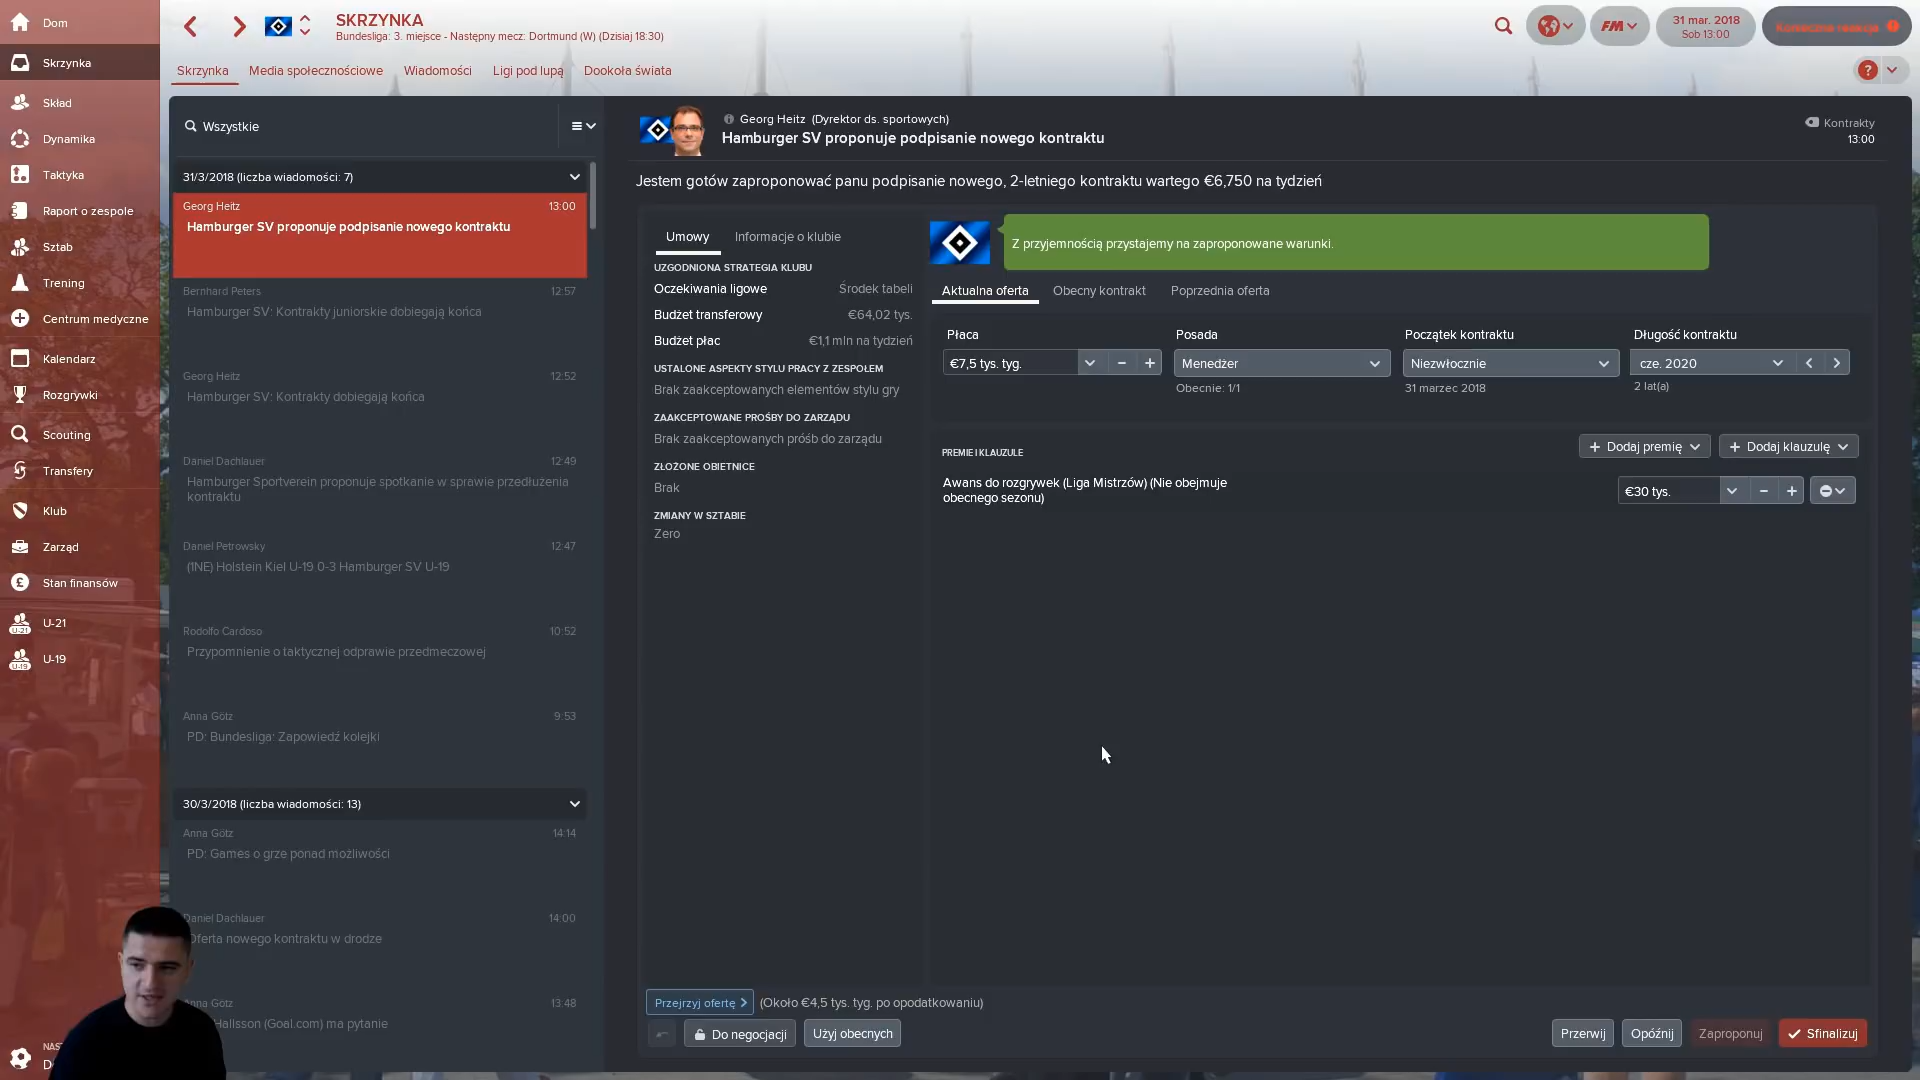 Dom
Skrzynka
Skład
Dynamika
Taktyka
Raport o zespole
Sztab
Trening
Centrum medyczne
Kalendarz
Rozgrywki
Scouting
Transfery
Klub
Zarząd
Stan finansów
U-21
U-19
SKRZYNKA
Bundesliga: 3. miejsce - Następny mecz: Dortmund (W) (Dzisiaj 18:30)
FM
31 mar. 2018
Sob 13:00
Konieczna reakcja
Skrzynka
Media społecznościowe
Wiadomości
Ligi pod lupą
Dookoła świata
Wszystkie
31/3/2018 (liczba wiadomości: 7)
Georg Heitz 13:00
Hamburger SV proponuje podpisanie nowego kontraktu
Bernhard Peters 12:57
Hamburger SV: Kontrakty juniorskie dobiegają końca
Georg Heitz 12:52
Hamburger SV: Kontrakty dobiegają końca
Daniel Dachlauer 12:49
Hamburger Sportverein proponuje spotkanie w sprawie przedłużenia
kontraktu
Daniel Petrowsky 12:47
(1NE) Holstein Kiel U-19 0-3 Hamburger SV U-19
Rodolfo Cardoso 10:52
Przypomnienie o taktycznej odprawie przedmeczowej
Anna Götz 9:53
PD: Bundesliga: Zapowiedź kolejki
30/3/2018 (liczba wiadomości: 13)
Anna Götz 14:14
PD: Games o grze ponad możliwości
Daniel Dachlauer 14:00
Oferta nowego kontraktu w drodze
Anna Götz 13:48
Halisson (Goal.com) ma pytanie
Georg Heitz (Dyrektor ds. sportowych)
Hamburger SV proponuje podpisanie nowego kontraktu
Kontrakty
13:00
Jestem gotów zaproponować panu podpisanie nowego, 2-letniego kontraktu wartego €6,750 na tydzień
Umowy
Informacje o klubie
UZGODNIONA STRATEGIA KLUBU
Oczekiwania ligowe Środek tabeli
Budżet transferowy €64,02 tys.
Budżet płac €1,1 mln na tydzień
USTALONE ASPEKTY STYLU PRACY Z ZESPOŁEM
Brak zaakceptowanych elementów stylu gry
ZAAKCEPTOWANE PROŚBY DO ZARZĄDU
Brak zaakceptowanych próśb do zarządu
ZŁOŻONE OBIETNICE
Brak
ZMIANY W SZTABIE
Zero
Z przyjemnością przystajemy na zaproponowane warunki.
Aktualna oferta
Obecny kontrakt
Poprzednia oferta
Płaca
€7,5 tys. tyg.
Posada
Menedżer
Obecnie: 1/1
Początek kontraktu
Niezwłocznie
31 marzec 2018
Długość kontraktu
cze. 2020
2 lat(a)
PREMIE I KLAUZULE
Dodaj premię
Dodaj klauzulę
Awans do rozgrywek (Liga Mistrzów) (Nie obejmuje
obecnego sezonu)
€30 tys.
Przejrzyj ofertę
(Około €4,5 tys. tyg. po opodatkowaniu)
Do negocjacji
Użyj obecnych
Przerwij
Opóźnij
Zaproponuj
Sfinalizuj